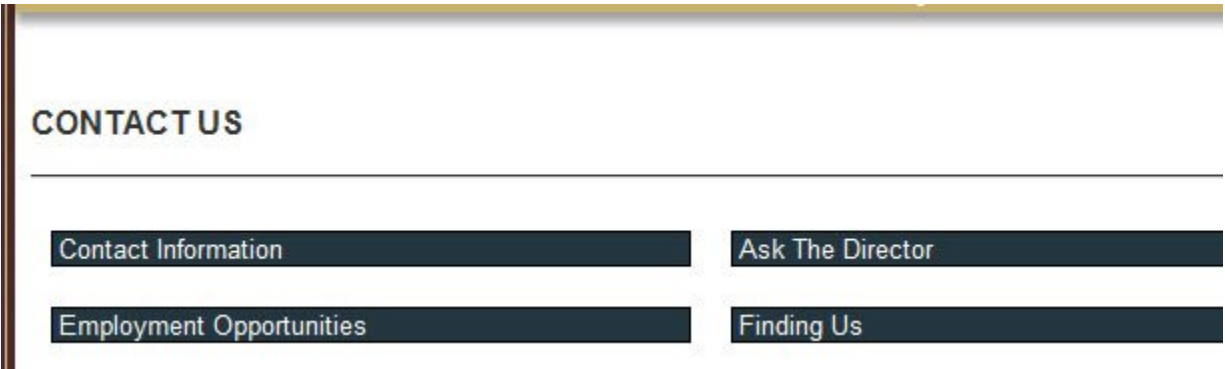 CONTACT US
Contact Information
Ask The Director
Employment Opportunities
Finding Us